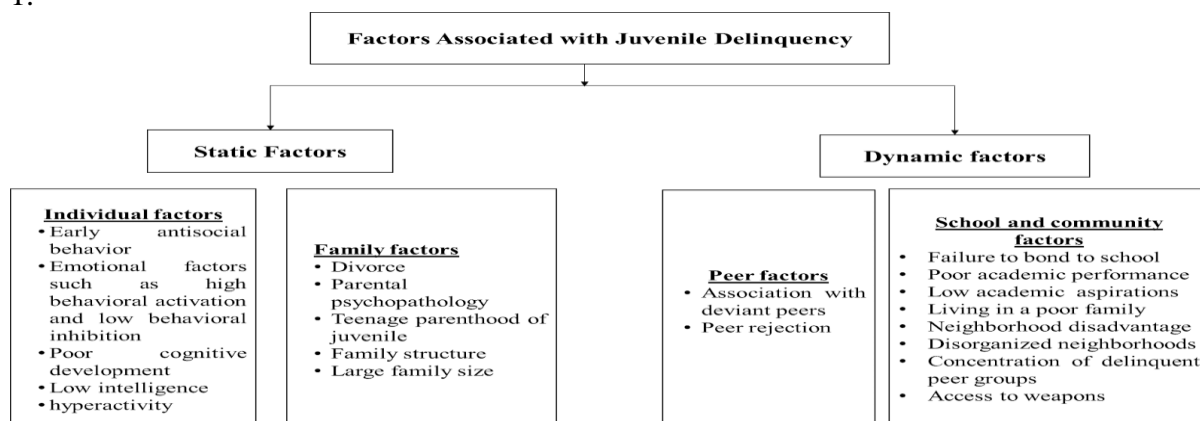 Factors Associated with Juvenile Delinquency
Static Factors
Dynamic factors
Individual factors
• Early antisocial
behavior
• Emotional factors
such as high
behavioral activation
and low behavioral
inhibition
• Poor cognitive
development
• Low intelligence
• hyperactivity
Family factors
• Divorce
• Parental
psychopathology
• Teenage parenthood of
juvenile
• Family structure
• Large family size
Peer factors
• Association with
deviant peers
• Peer rejection
School and community
factors
• Failure to bond to school
• Poor academic performance
• Low academic aspirations
• Living in a poor family
• Neighborhood disadvantage
• Disorganized neighborhoods
• Concentration of delinquent
peer groups
• Access to weapons